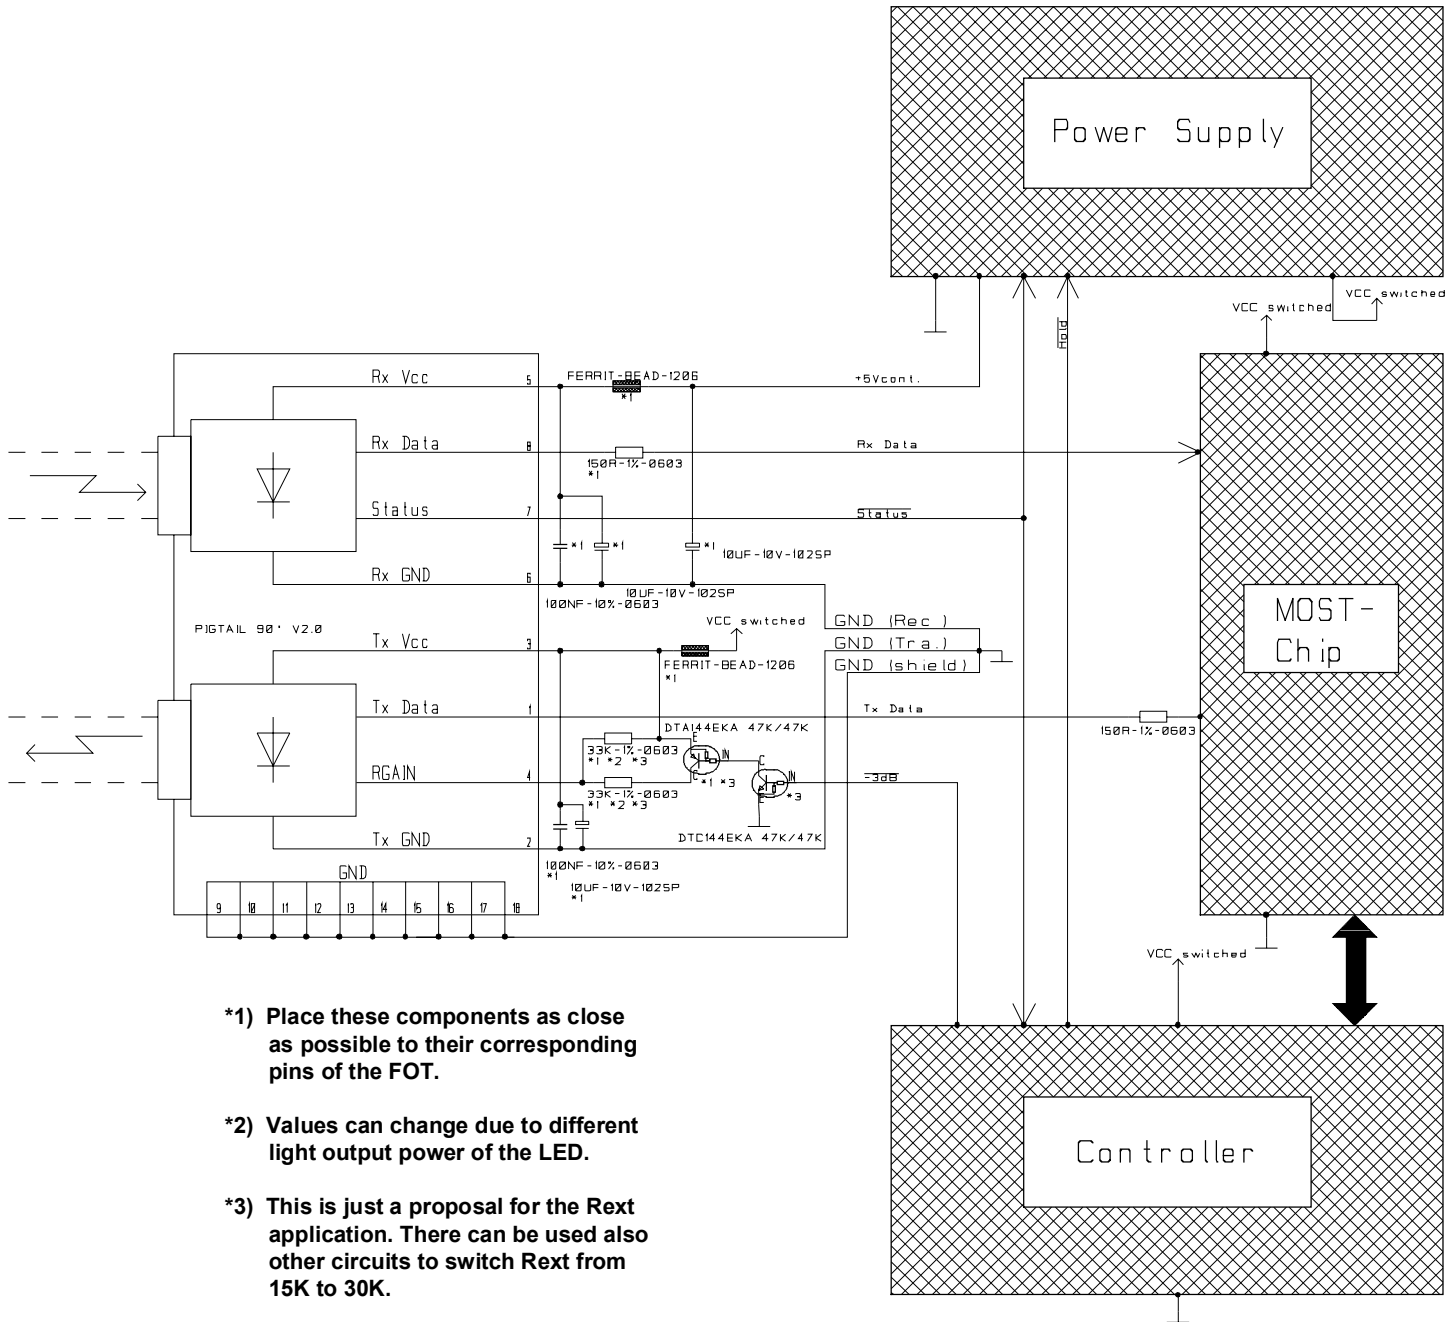 Power Supply
VCC switched
VCC switched
Hold
Rx Vcc
5
FERRIT-BEAD-1206
*1
+5Vcont.
Rx Data
8
150R-1%-0603
*1
Rx Data
Status
7
Status
*1
*1
*1
10UF-10V-102SP
Rx GND
6
100NF-10%-0603
10UF-10V-102SP
MOST-
Chip
PIGTAIL 90° V2.0
VCC switched
GND (Rec.)
GND (Tra.)
GND (shield)
Tx Vcc
3
FERRIT-BEAD-1206
*1
Tx Data
1
Tx Data
150R-1%-0603
DTA144EKA 47K/47K
33K-1%-0603
*1 *2 *3
E
IN
C
*1 *3
C
IN
E
*3
RGAIN
4
33K-1%-0603
*1 *2 *3
-3dB
Tx GND
2
DTC144EKA 47K/47K
100NF-10%-0603
*1
10UF-10V-102SP
*1
GND
9 10 11 12 13 14 15 16 17 18
VCC switched
*1) Place these components as close
as possible to their corresponding
pins of the FOT.
*2) Values can change due to different
light output power of the LED.
*3) This is just a proposal for the Rext
application. There can be used also
other circuits to switch Rext from
15K to 30K.
Controller